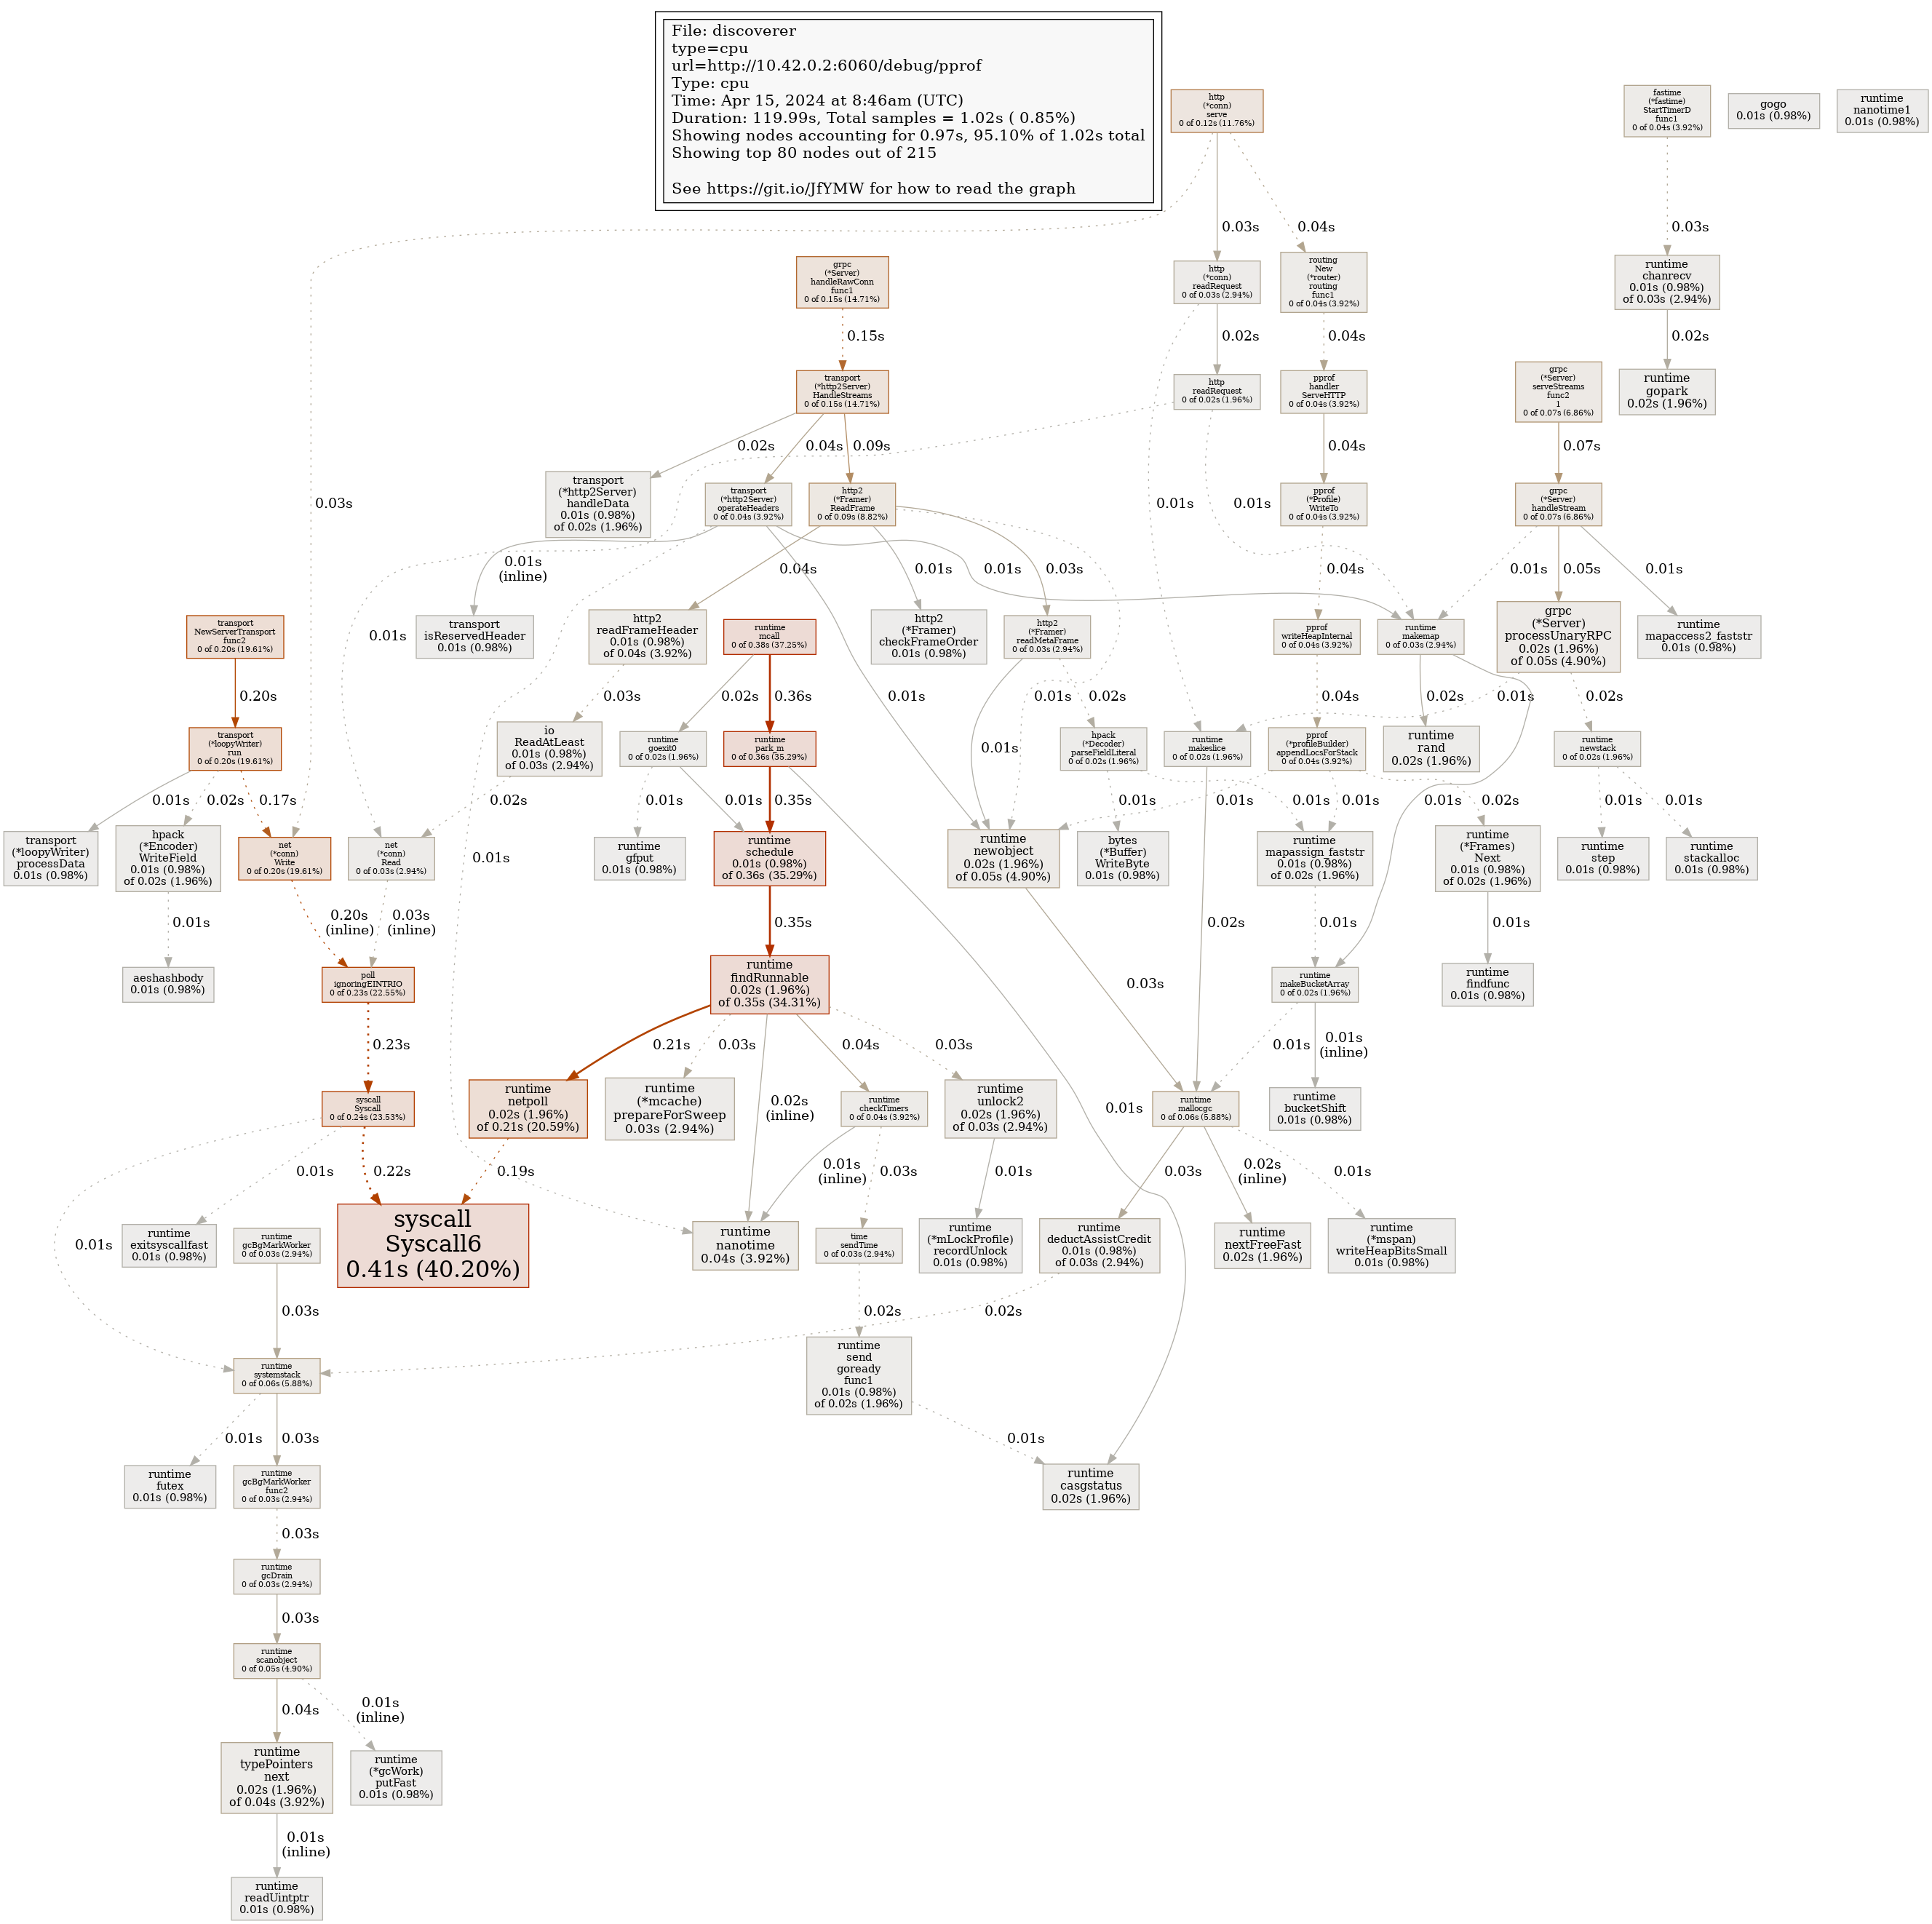 File: discoverer
type=cpu
url=http://10.42.0.2:6060/debug/pprof
Type: cpu
Time: Apr 15, 2024 at 8:46am (UTC)
Duration: 119.99s, Total samples = 1.02s ( 0.85%)
Showing nodes accounting for 0.97s, 95.10% of 1.02s total
Showing top 80 nodes out of 215
See https://git.io/JfYMW for how to read the graph
http
(*conn)
serve
0 of 0.12s (11.76%)
fastime
(*fastime)
StartTimerD
func1
0 of 0.04s (3.92%)
gogo
0.01s (0.98%)
runtime
nanotime1
0.01s (0.98%)
0.03s
0.04s
0.03s
grpc
(*Server)
handleRawConn
func1
0 of 0.15s (14.71%)
http
(*conn)
readRequest
0 of 0.03s (2.94%)
routing
New
(*router)
routing
func1
0 of 0.04s (3.92%)
runtime
chanrecv
0.01s (0.98%)
of 0.03s (2.94%)
0.15s
0.02s
0.04s
0.02s
transport
(*http2Server)
HandleStreams
0 of 0.15s (14.71%)
http
readRequest
0 of 0.02s (1.96%)
pprof
handler
ServeHTTP
0 of 0.04s (3.92%)
grpc
(*Server)
serveStreams
func2
1
0 of 0.07s (6.86%)
runtime
gopark
0.02s (1.96%)
0.02s
0.04s
0.09s
0.04s
0.07s
0.03s
transport
(*http2Server)
handleData
0.01s (0.98%)
of 0.02s (1.96%)
transport
(*http2Server)
operateHeaders
0 of 0.04s (3.92%)
http2
(*Framer)
ReadFrame
0 of 0.09s (8.82%)
0.01s
0.01s
pprof
(*Profile)
WriteTo
0 of 0.04s (3.92%)
grpc
(*Server)
handleStream
0 of 0.07s (6.86%)
0.01s
(inline)
0.04s
0.01s
0.01s
0.03s
0.04s
0.01s
0.05s
0.01s
transport
NewServerTransport
func2
0 of 0.20s (19.61%)
0.01s
transport
isReservedHeader
0.01s (0.98%)
http2
readFrameHeader
0.01s (0.98%)
of 0.04s (3.92%)
runtime
mcall
0 of 0.38s (37.25%)
http2
(*Framer)
checkFrameOrder
0.01s (0.98%)
http2
(*Framer)
readMetaFrame
0 of 0.03s (2.94%)
pprof
writeHeapInternal
0 of 0.04s (3.92%)
runtime
makemap
0 of 0.03s (2.94%)
grpc
(*Server)
processUnaryRPC
0.02s (1.96%)
of 0.05s (4.90%)
runtime
mapaccess2_faststr
0.01s (0.98%)
0.20s
0.03s
0.02s
0.36s
0.01s
0.01s
0.02s
0.04s
0.02s
0.01s
0.02s
transport
(*loopyWriter)
run
0 of 0.20s (19.61%)
io
ReadAtLeast
0.01s (0.98%)
of 0.03s (2.94%)
runtime
goexit0
0 of 0.02s (1.96%)
runtime
park_m
0 of 0.36s (35.29%)
0.01s
hpack
(*Decoder)
parseFieldLiteral
0 of 0.02s (1.96%)
runtime
makeslice
0 of 0.02s (1.96%)
pprof
(*profileBuilder)
appendLocsForStack
0 of 0.04s (3.92%)
runtime
rand
0.02s (1.96%)
runtime
newstack
0 of 0.02s (1.96%)
0.01s
0.02s
0.17s
0.02s
0.01s
0.01s
0.35s
0.01s
0.01s
0.01s
0.01s
0.01s
0.02s
0.01s
0.01s
transport
(*loopyWriter)
processData
0.01s (0.98%)
hpack
(*Encoder)
WriteField
0.01s (0.98%)
of 0.02s (1.96%)
net
(*conn)
Write
0 of 0.20s (19.61%)
net
(*conn)
Read
0 of 0.03s (2.94%)
0.01s
runtime
gfput
0.01s (0.98%)
runtime
schedule
0.01s (0.98%)
of 0.36s (35.29%)
runtime
newobject
0.02s (1.96%)
of 0.05s (4.90%)
bytes
(*Buffer)
WriteByte
0.01s (0.98%)
runtime
mapassign_faststr
0.01s (0.98%)
of 0.02s (1.96%)
runtime
(*Frames)
Next
0.01s (0.98%)
of 0.02s (1.96%)
runtime
step
0.01s (0.98%)
runtime
stackalloc
0.01s (0.98%)
0.01s
0.20s
(inline)
0.03s
(inline)
0.35s
0.02s
0.01s
0.01s
aeshashbody
0.01s (0.98%)
poll
ignoringEINTRIO
0 of 0.23s (22.55%)
runtime
findRunnable
0.02s (1.96%)
of 0.35s (34.31%)
0.03s
runtime
makeBucketArray
0 of 0.02s (1.96%)
runtime
findfunc
0.01s (0.98%)
0.23s
0.21s
0.03s
0.04s
0.03s
0.01s
0.01s
(inline)
syscall
Syscall
0 of 0.24s (23.53%)
runtime
netpoll
0.02s (1.96%)
of 0.21s (20.59%)
runtime
(*mcache)
prepareForSweep
0.03s (2.94%)
0.02s
(inline)
runtime
checkTimers
0 of 0.04s (3.92%)
runtime
unlock2
0.02s (1.96%)
of 0.03s (2.94%)
0.01s
runtime
mallocgc
0 of 0.06s (5.88%)
runtime
bucketShift
0.01s (0.98%)
0.01s
0.22s
0.19s
0.01s
(inline)
0.03s
0.01s
0.03s
0.02s
(inline)
0.01s
0.01s
runtime
exitsyscallfast
0.01s (0.98%)
runtime
gcBgMarkWorker
0 of 0.03s (2.94%)
syscall
Syscall6
0.41s (40.20%)
runtime
nanotime
0.04s (3.92%)
time
sendTime
0 of 0.03s (2.94%)
runtime
(*mLockProfile)
recordUnlock
0.01s (0.98%)
runtime
deductAssistCredit
0.01s (0.98%)
of 0.03s (2.94%)
runtime
nextFreeFast
0.02s (1.96%)
runtime
(*mspan)
writeHeapBitsSmall
0.01s (0.98%)
0.03s
0.02s
0.02s
runtime
systemstack
0 of 0.06s (5.88%)
runtime
send
goready
func1
0.01s (0.98%)
of 0.02s (1.96%)
0.01s
0.03s
0.01s
runtime
futex
0.01s (0.98%)
runtime
gcBgMarkWorker
func2
0 of 0.03s (2.94%)
runtime
casgstatus
0.02s (1.96%)
0.03s
runtime
gcDrain
0 of 0.03s (2.94%)
0.03s
runtime
scanobject
0 of 0.05s (4.90%)
0.04s
0.01s
(inline)
runtime
typePointers
next
0.02s (1.96%)
of 0.04s (3.92%)
runtime
(*gcWork)
putFast
0.01s (0.98%)
0.01s
(inline)
runtime
readUintptr
0.01s (0.98%)